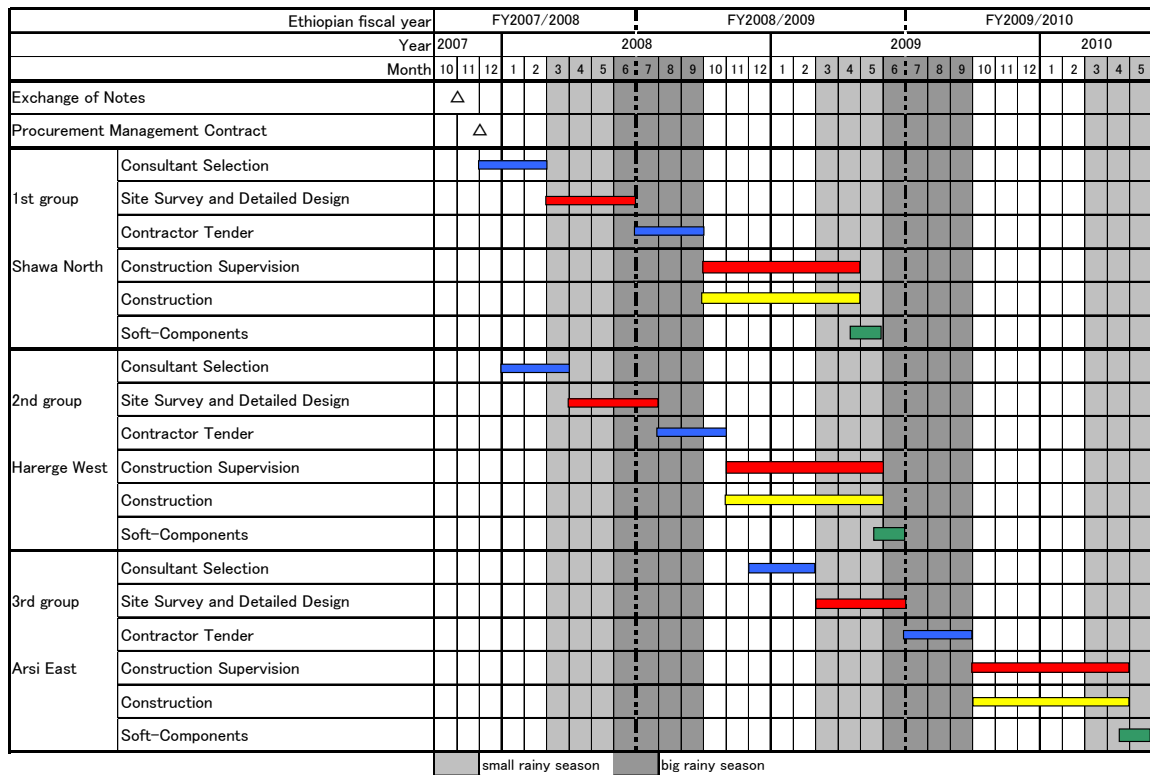 Ethiopian fiscal year FY2007/2008 FY2008/2009 FY2009/2010
Year 2007 2008 2009 2010
Month 10 11 12 1 2 3 4 5 6 7 8 9 10 11 12 1 2 3 4 5 6 7 8 9 10 11 12 1 2 3 4 5
Exchange of Notes
Procurement Management Contract
Consultant Selection
1st group Site Survey and Detailed Design
Contractor Tender
Shawa North Construction Supervision
Construction
Soft-Components
Consultant Selection
2nd group Site Survey and Detailed Design
Contractor Tender
Harerge West Construction Supervision
Construction
Soft-Components
Consultant Selection
3rd group Site Survey and Detailed Design
Contractor Tender
Arsi East Construction Supervision
Construction
Soft-Components
small rainy season big rainy season